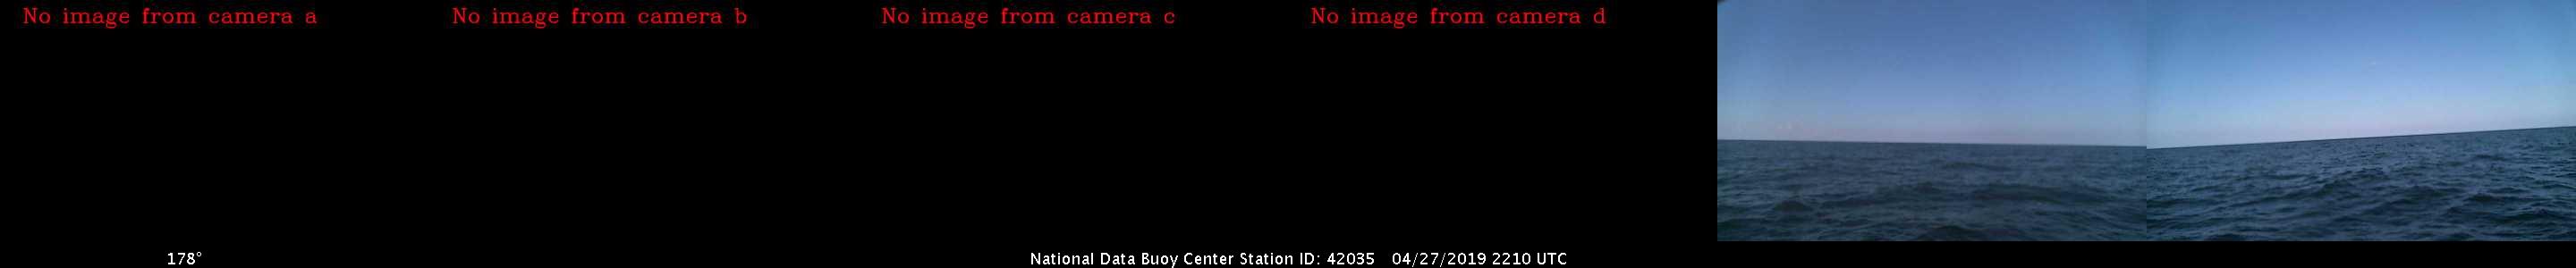 No image from camera a
No image from camera b
No image from camera c
No image from camera d
178°
National Data Buoy Center Station ID: 42035 04/27/2019 2210 UTC